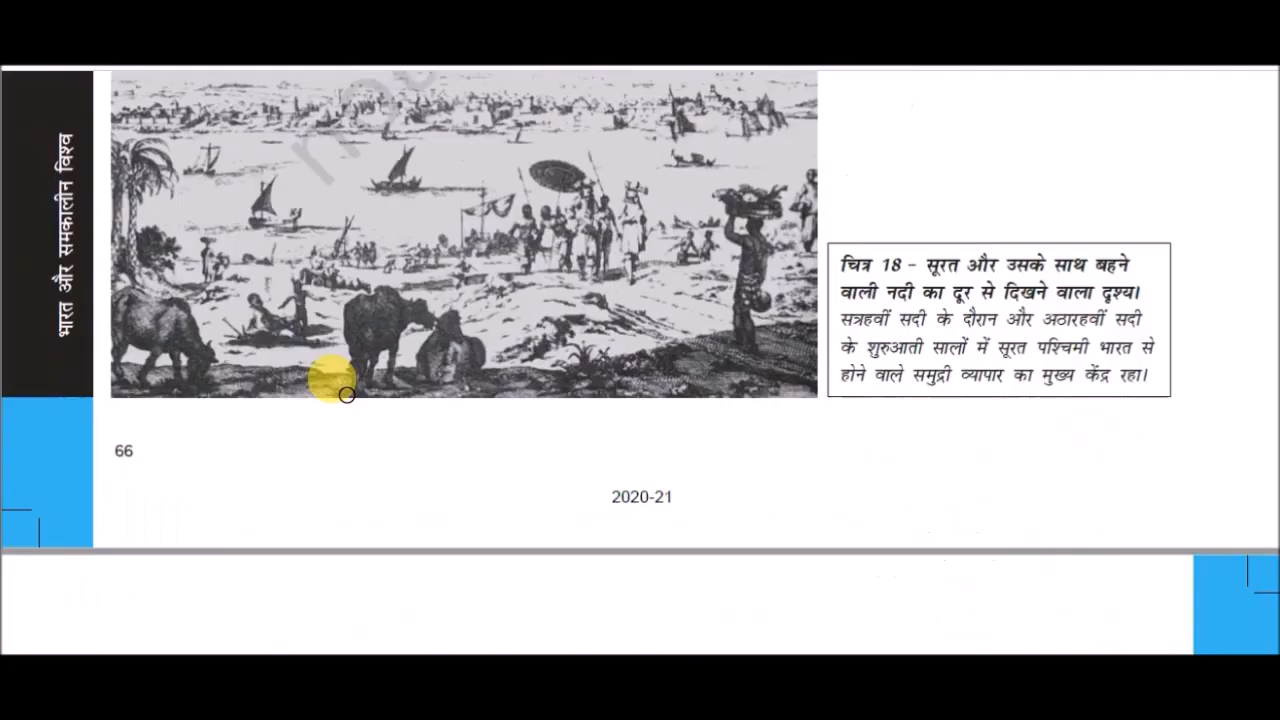 भारत और समकालीन विश्व
चित्र 18 - सूरत और उसके साथ बहने
वाली नदी का दूर से दिखने वाला दृश्य।
सत्रहवीं सदी के दौरान और अठारहवीं सदी
के शुरुआती सालों में सूरत पश्चिमी भारत से
होने वाले समुद्री व्यापार का मुख्य केंद्र रहा।
66
2020-21